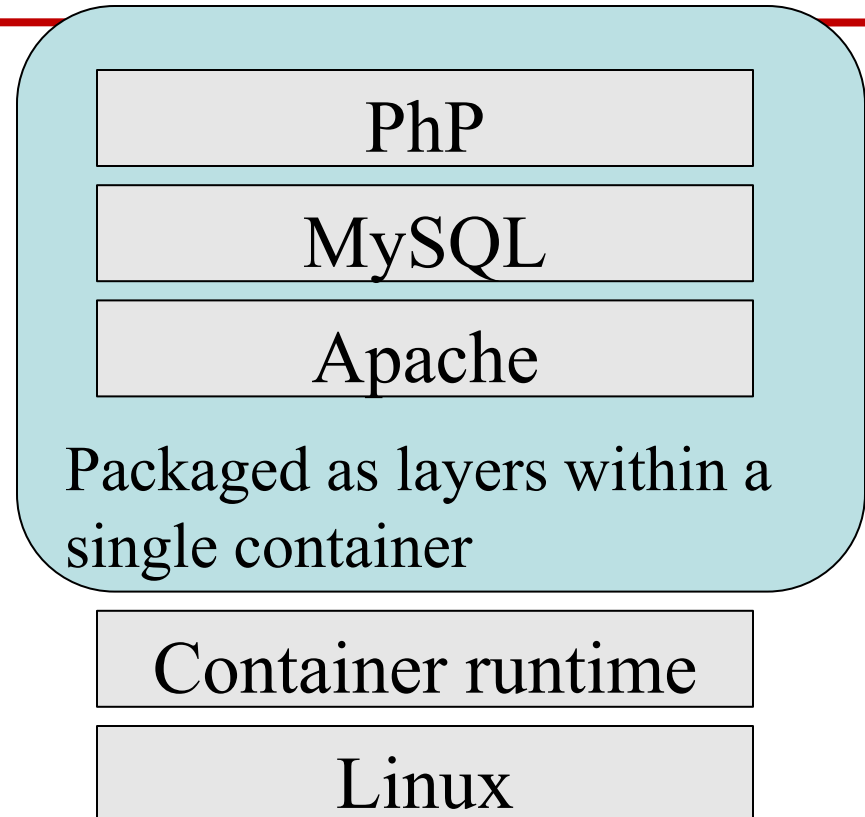 PhP
MySQL
Apache
Packaged as layers within a
single container
Container runtime
Linux